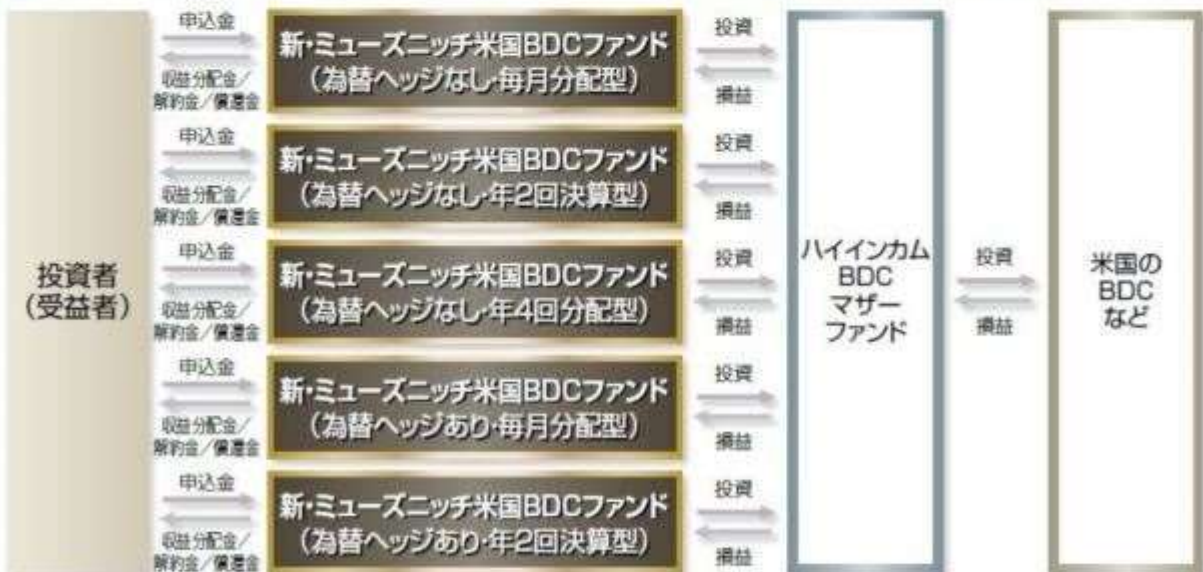 投資者
(受益者)
申込金
収益分配金/
解約金/償還金
新・ミューズニッチ米国BDCファンド
(為替ヘッジなし・毎月分配型)
投資
損益
申込金
収益分配金/
解約金/償還金
新・ミューズニッチ米国BDCファンド
(為替ヘッジなし・年2回決算型)
投資
損益
申込金
収益分配金/
解約金/償還金
新・ミューズニッチ米国BDCファンド
(為替ヘッジなし・年4回分配型)
投資
損益
申込金
収益分配金/
解約金/償還金
新・ミューズニッチ米国BDCファンド
(為替ヘッジあり・毎月分配型)
投資
損益
申込金
収益分配金/
解約金/償還金
新・ミューズニッチ米国BDCファンド
(為替ヘッジあり・年2回決算型)
投資
損益
ハイインカム
BDC
マザー
ファンド
投資
損益
米国の
BDC
など